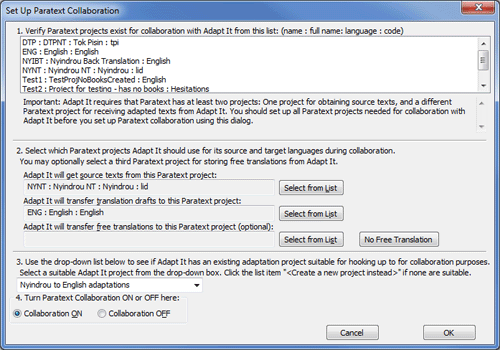 Set Up Paratext Collaboration
1. Verify Paratext projects exist for collaboration with Adapt It from this list: (name : full name: language : code)
DTP : DTPNT : Tok Pisin : tpi
ENG : English : English
NYIBT : Nyindrou Back Translation : English
NYNT : Nyindrou NT : Nyindrou : lid
Test1 : TestProjNoBooksCreated : English
Test2 : Project for testing - has no books : Hesitations
Important: Adapt It requires that Paratext has at least two projects: One project for obtaining source texts, and a different
Paratext project for receiving adapted texts from Adapt It. You should set up all Paratext projects needed for collaboration with
Adapt It before you set up Paratext collaboration using this dialog.
2. Select which Paratext projects Adapt It should use for its source and target languages during collaboration.
You may optionally select a third Paratext project for storing free translations from Adapt It.
Adapt It will get source texts from this Paratext project:
NYNT : Nyindrou NT : Nyindrou : lid
Select from List
Adapt It will transfer translation drafts to this Paratext project:
ENG : English : English
Select from List
Adapt It will transfer free translations to this Paratext project (optional):
Select from List
No Free Translation
3. Use the drop-down list below to see if Adapt It has an existing adaptation project suitable for hooking up to for collaboration purposes.
Select a suitable Adapt It project from the drop-down box. Click the list item "<Create a new project instead>" if none are suitable.
Nyindrou to English adaptations
4. Turn Paratext Collaboration ON or OFF here:
Collaboration ON
Collaboration OFF
Cancel
OK